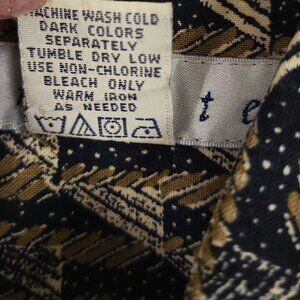 MACHINE WASH COLD
DARK COLORS
SEPARATELY
TUMBLE DRY LOW
USE NON-CHLORINE
BLEACH ONLY
WARM IRON
AS NEEDED
t e